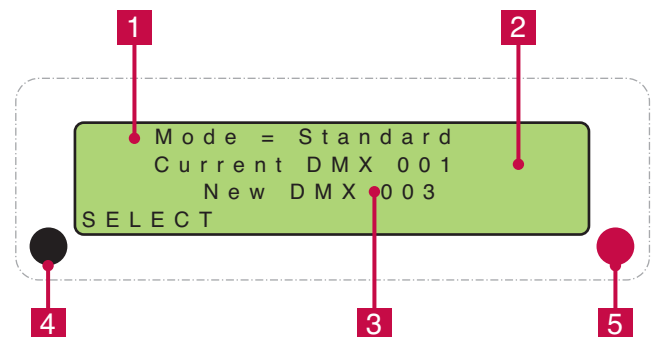 1 2
Mode = Standard
Current DMX 001
New DMX 003
SELECT
4 3 5